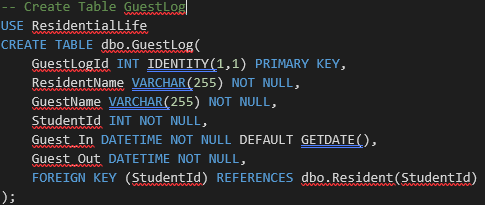 -- Create Table GuestLog
USE ResidentialLife
CREATE TABLE dbo.GuestLog(
    GuestLogId INT IDENTITY(1,1) PRIMARY KEY,
    ResidentName VARCHAR(255) NOT NULL,
    GuestName VARCHAR(255) NOT NULL,
    StudentId INT NOT NULL,
    Guest_In DATETIME NOT NULL DEFAULT GETDATE(),
    Guest_Out DATETIME NOT NULL,
    FOREIGN KEY (StudentId) REFERENCES dbo.Resident(StudentId)
);